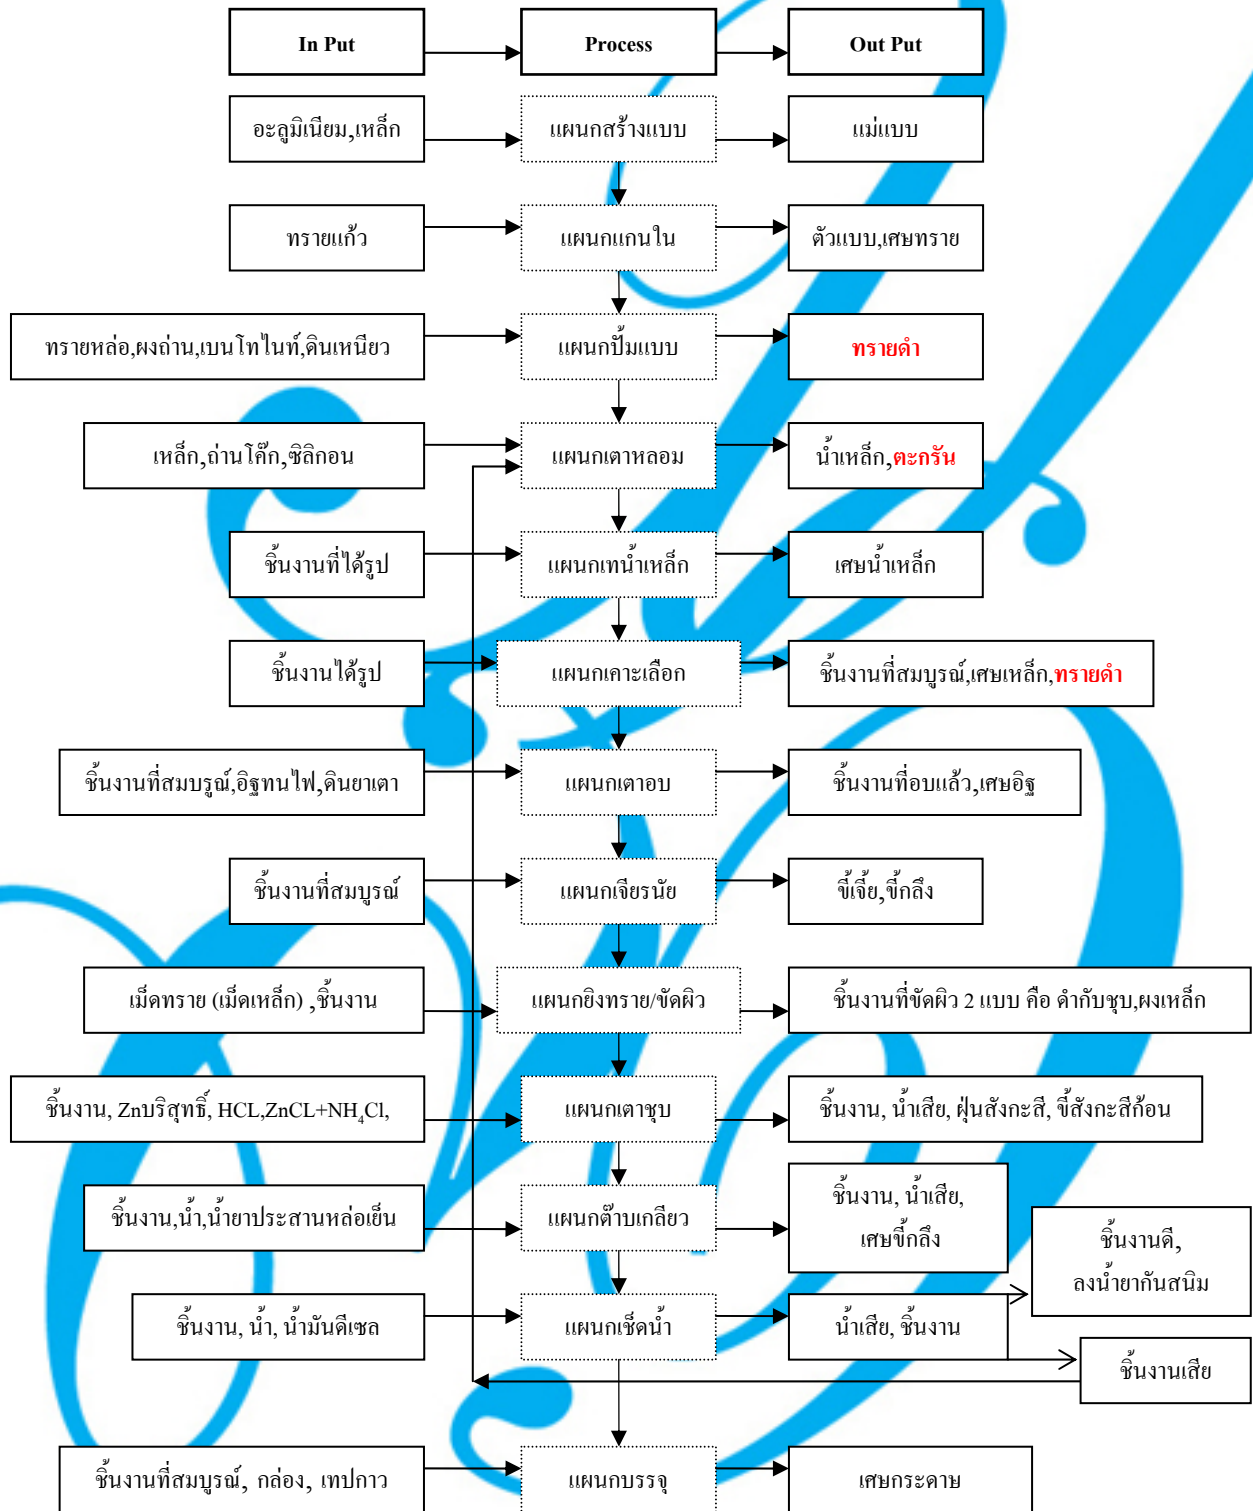 In Put
Process
Out Put
อะลูมิเนียม,เหล็ก
แผนกสร้างแบบ
แม่แบบ
ทรายแก้ว
แผนกแกนใน
ตัวแบบ,เศษทราย
ทรายหล่อ,ผงถ่าน,เบนโทไนท์,ดินเหนียว
แผนกปั้มแบบ
ทรายดำ
เหล็ก,ถ่านโค๊ก,ซิลิกอน
แผนกเตาหลอม
น้ำเหล็ก,ตะกรัน
ชิ้นงานที่ได้รูป
แผนกเทน้ำเหล็ก
เศษน้ำเหล็ก
ชิ้นงานได้รูป
แผนกเคาะเลือก
ชิ้นงานที่สมบูรณ์,เศษเหล็ก,ทรายดำ
ชิ้นงานที่สมบรูณ์,อิฐทนไฟ,ดินยาเตา
แผนกเตาอบ
ชิ้นงานที่อบแล้ว,เศษอิฐ
ชิ้นงานที่สมบูรณ์
แผนกเจียรนัย
ขี้เจี้ย,ขี้กลึง
เม็ดทราย (เม็ดเหล็ก) ,ชิ้นงาน
แผนกยิงทราย/ขัดผิว
ชิ้นงานที่ขัดผิว 2 แบบ คือ ดำกับชุบ,ผงเหล็ก
ชิ้นงาน, Znบริสุทธิ์, HCL,ZnCL+NH₄Cl,
แผนกเตาชุบ
ชิ้นงาน, น้ำเสีย, ฝุ่นสังกะสี, ขี้สังกะสีก้อน
ชิ้นงาน,น้ำ,น้ำยาประสานหล่อเย็น
แผนกต๊าบเกลียว
ชิ้นงาน, น้ำเสีย,
เศษขี้กลึง
ชิ้นงานดี,
ลงน้ำยากันสนิม
ชิ้นงาน, น้ำ, น้ำมันดีเซล
แผนกเช็ดน้ำ
น้ำเสีย, ชิ้นงาน
ชิ้นงานเสีย
ชิ้นงานที่สมบูรณ์, กล่อง, เทปกาว
แผนกบรรจุ
เศษกระดาษ